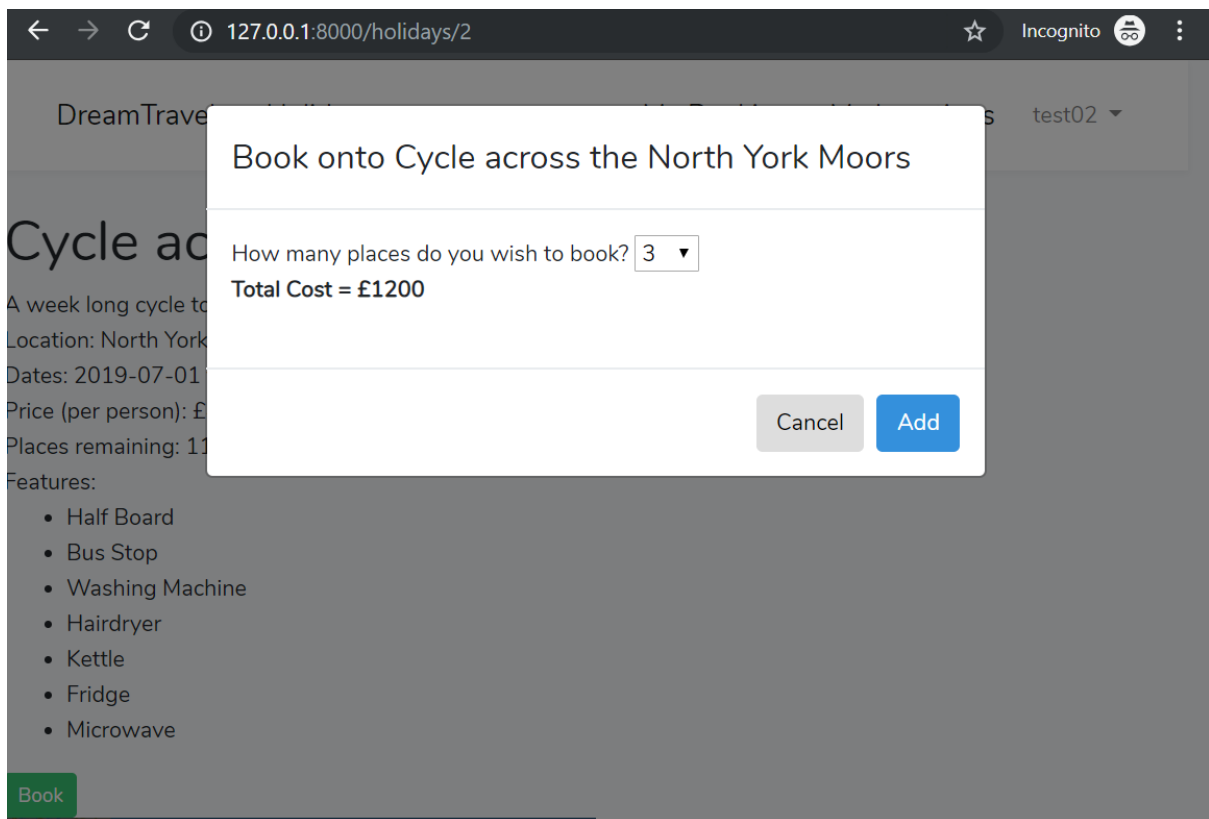 127.0.0.1:8000/holidays/2 Incognito
DreamTrave test02
Book onto Cycle across the North York Moors
How many places do you wish to book? 3
Total Cost = £1200
Cancel Add
Cycle ac
A week long cycle to
Location: North York
Dates: 2019-07-01
Price (per person): £
Places remaining: 11
Features:
• Half Board
• Bus Stop
• Washing Machine
• Hairdryer
• Kettle
• Fridge
• Microwave
Book